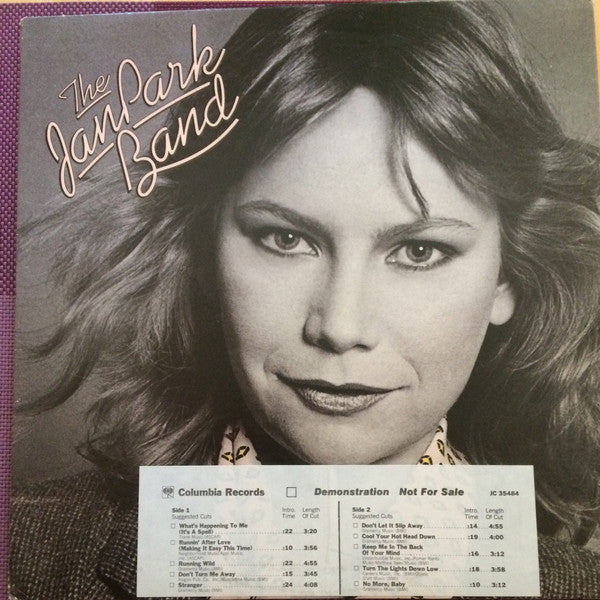 The
Jan Park
Band
Columbia Records Demonstration Not For Sale JC 35484
Side 1
Suggested Cuts
Intro. Time
Length Of Cut
What's Happening To Me
(It's A Spell) :22 3:20
Runnin' After Love
(Making It Easy This Time) :10 3:56
Running Wild :22 4:55
Don't Turn Me Away :15 3:45
Stranger :24 4:08
Side 2
Suggested Cuts
Intro. Time
Length Of Cut
Don't Let It Slip Away :14 4:55
Cool Your Hot Head Down :19 4:00
Keep Me In The Back
Of Your Mind :16 3:12
Turn The Lights Down Low :18 3:58
No More, Baby :10 3:12